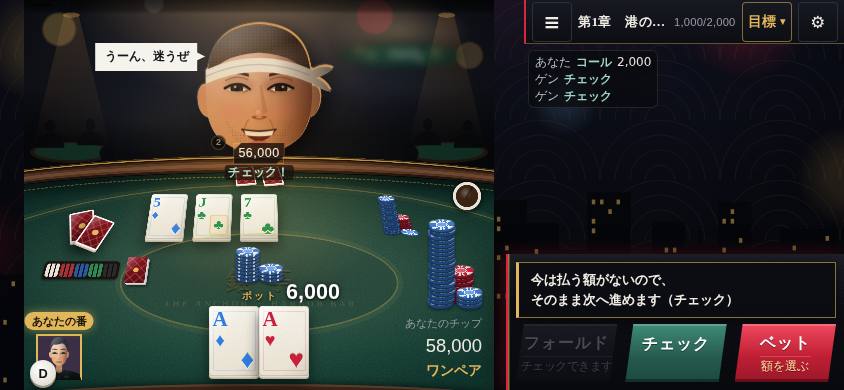 うーん、迷うぜ
2
56,000
チェック！
5
J
7
ポット 6,000
THE ANCHOR BAR
あなたの番
A
A
D
あなたのチップ
58,000
ワンペア
第1章 港の… 1,000/2,000 目標▼
あなた コール 2,000
ゲン チェック
ゲン チェック
今は払う額がないので、
そのまま次へ進めます（チェック）
フォールド
チェックできます
チェック
ベット
額を選ぶ